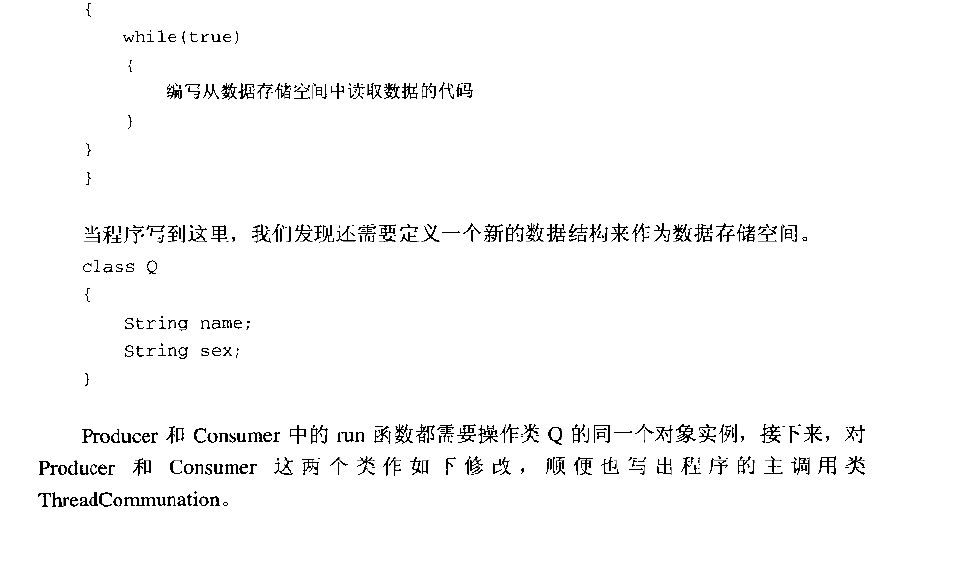 {
while(true)
{
编写从数据存储空间中读取数据的代码
}
}
}
当程序写到这里，我们发现还需要定义一个新的数据结构来作为数据存储空间。
class Q
{
String name;
String sex;
}
Producer 和 Consumer 中的 run 函数都需要操作类 Q 的同一个对象实例，接下来，对
Producer 和 Consumer 这两个类作如下修改，顺便也写出程序的主调用类
ThreadCommunation。